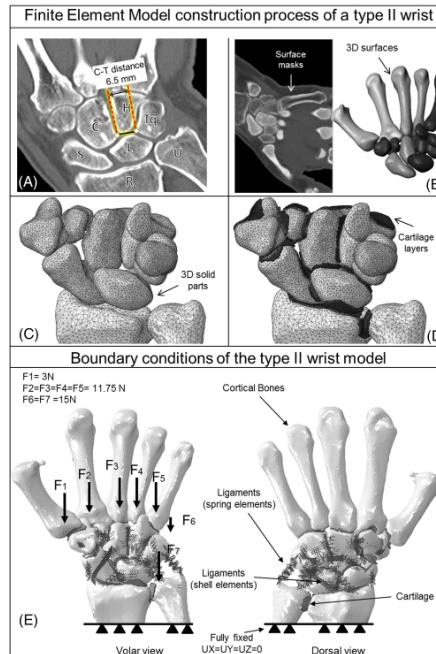 Finite Element Model construction process of a type II wrist
C-T distance
6.5 mm
H
C
Tq
S
L
U
R
(A)
Surface
masks
3D surfaces
(B
3D solid
parts
(C)
Cartilage
layers
(D)
Boundary conditions of the type II wrist model
F1= 3N
F2=F3=F4=F5= 11.75 N
F6=F7 =15N
Cortical Bones
F1
F2
F3
F4
F5
F6
F7
Ligaments
(spring elements)
Ligaments
(shell elements)
Cartilage
(E)
Fully fixed
UX=UY=UZ=0
Volar view
Dorsal view